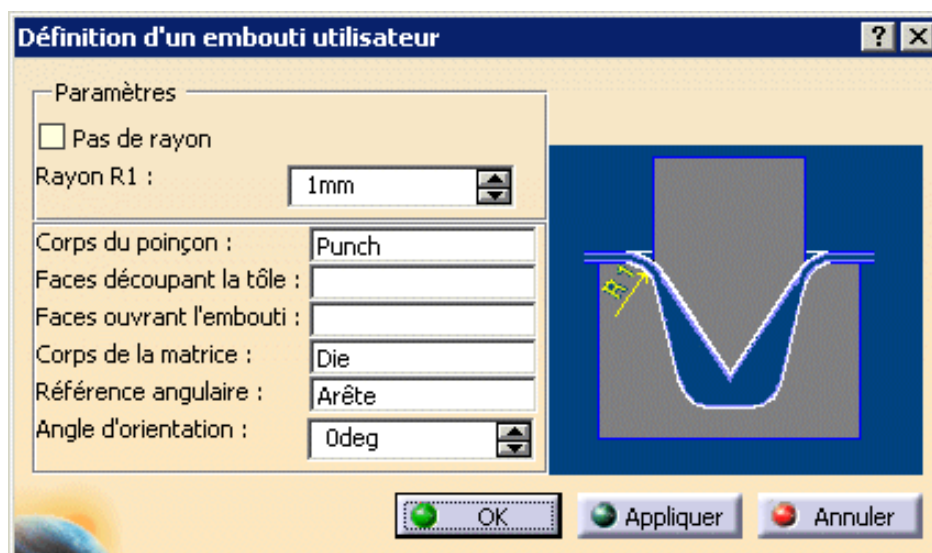 Définition d'un embouti utilisateur
? X
Paramètres
Pas de rayon
Rayon R1 : 1mm
Corps du poinçon : Punch
Faces découpant la tôle :
Faces ouvrant l'embouti :
Corps de la matrice : Die
Référence angulaire : Arête
Angle d'orientation : 0deg
R1
OK Appliquer Annuler